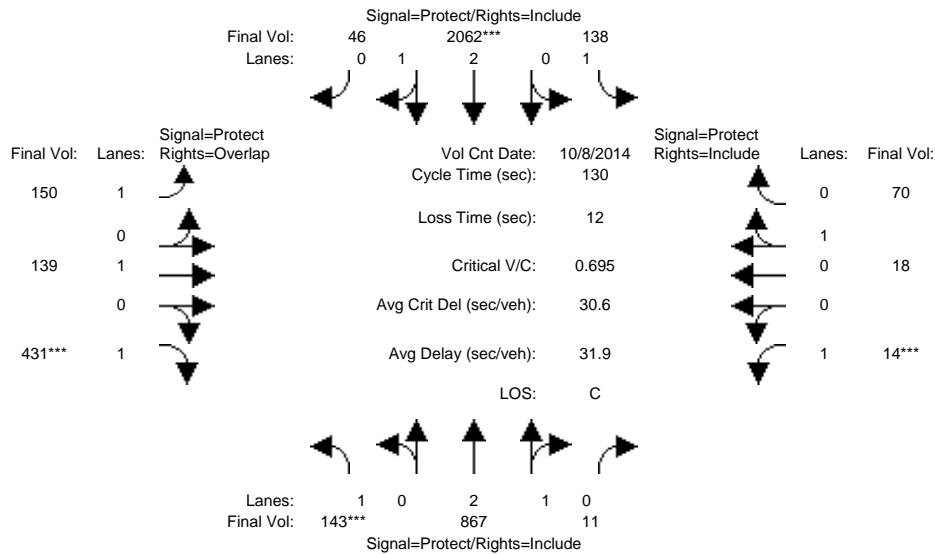 Signal=Protect/Rights=Include
Final Vol: 46 2062*** 138
Lanes: 0 1 2 0 1
Signal=Protect
Final Vol: Lanes: Rights=Overlap
Vol Cnt Date: 10/8/2014
Signal=Protect
Rights=Include Lanes: Final Vol:
Cycle Time (sec): 130
150 1
0 70
Loss Time (sec): 12
0
1
139 1
Critical V/C: 0.695
0 18
0
Avg Crit Del (sec/veh): 30.6
0
431*** 1
Avg Delay (sec/veh): 31.9
1 14***
LOS: C
Lanes: 1 0 2 1 0
Final Vol: 143*** 867 11
Signal=Protect/Rights=Include